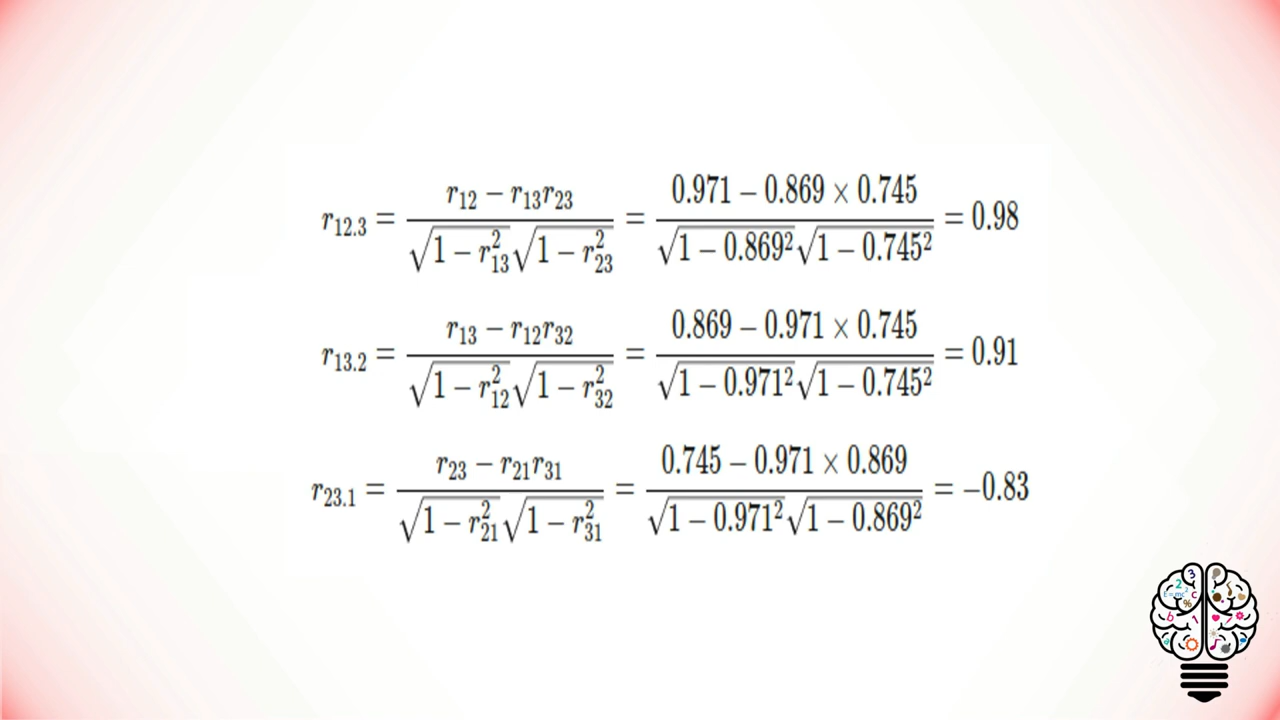 r₁₂.₃ = (r₁₂ − r₁₃r₂₃) / (√(1 − r₁₃²) √(1 − r₂₃²)) = (0.971 − 0.869 × 0.745) / (√(1 − 0.869²) √(1 − 0.745²)) = 0.98
r₁₃.₂ = (r₁₃ − r₁₂r₃₂) / (√(1 − r₁₂²) √(1 − r₃₂²)) = (0.869 − 0.971 × 0.745) / (√(1 − 0.971²) √(1 − 0.745²)) = 0.91
r₂₃.₁ = (r₂₃ − r₂₁r₃₁) / (√(1 − r₂₁²) √(1 − r₃₁²)) = (0.745 − 0.971 × 0.869) / (√(1 − 0.971²) √(1 − 0.869²)) = −0.83